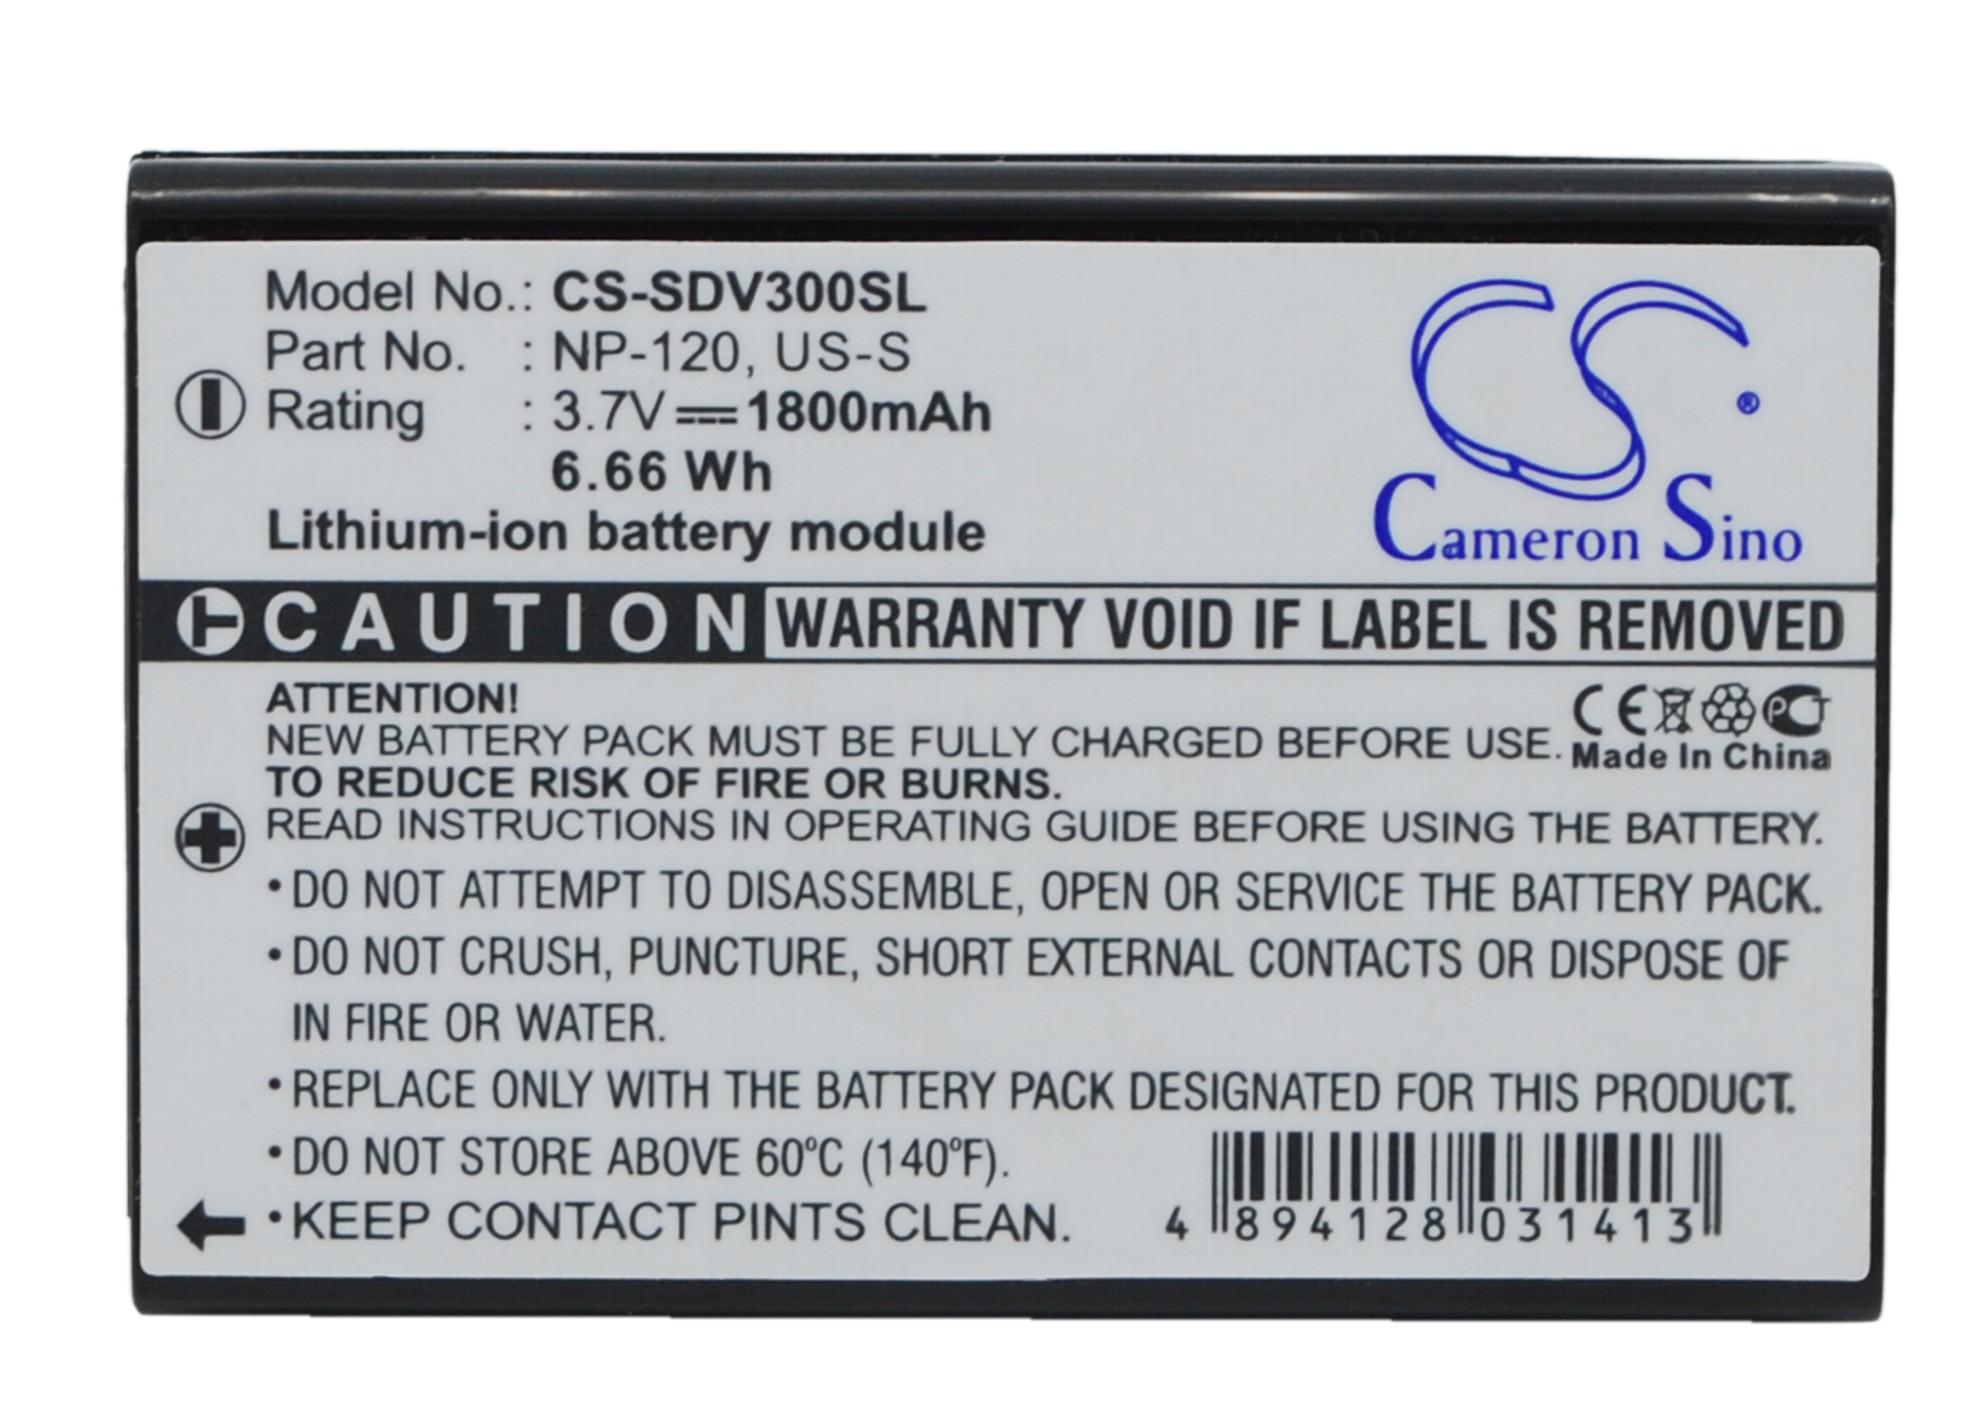 Model No.: CS-SDV300SL
Part No. : NP-120, US-S
Rating : 3.7V 1800mAh
6.66 Wh
Lithium-ion battery module
CS ®
Cameron Sino
T CAUTION WARRANTY VOID IF LABEL IS REMOVED
ATTENTION!
NEW BATTERY PACK MUST BE FULLY CHARGED BEFORE USE.
CE PCT
Made In China
TO REDUCE RISK OF FIRE OR BURNS.
READ INSTRUCTIONS IN OPERATING GUIDE BEFORE USING THE BATTERY.
•DO NOT ATTEMPT TO DISASSEMBLE, OPEN OR SERVICE THE BATTERY PACK.
•DO NOT CRUSH, PUNCTURE, SHORT EXTERNAL CONTACTS OR DISPOSE OF
IN FIRE OR WATER.
•REPLACE ONLY WITH THE BATTERY PACK DESIGNATED FOR THIS PRODUCT.
•DO NOT STORE ABOVE 60ºC (140ºF).
•KEEP CONTACT PINTS CLEAN.
4 894128 031413